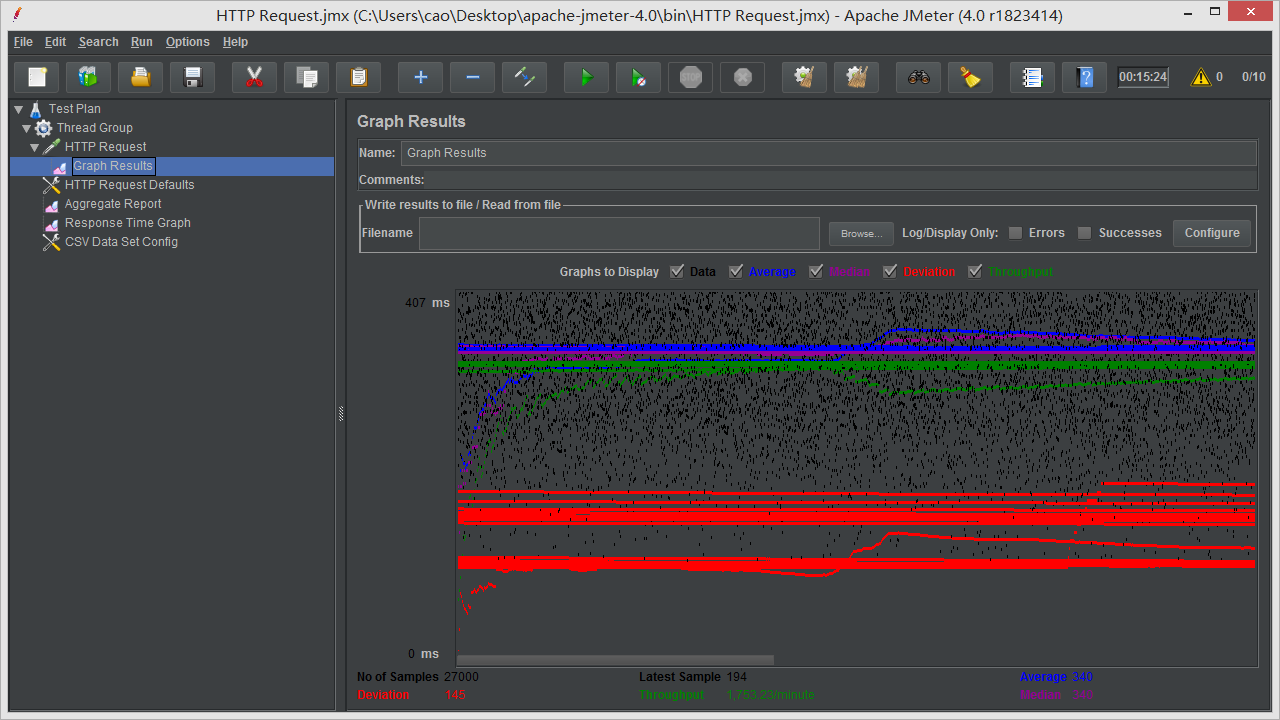 HTTP Request.jmx (C:\Users\cao\Desktop\apache-jmeter-4.0\bin\HTTP Request.jmx) - Apache JMeter (4.0 r1823414)
File Edit Search Run Options Help
STOP 00:15:24 0 0/10
Test Plan
Thread Group
HTTP Request
Graph Results
HTTP Request Defaults
Aggregate Report
Response Time Graph
CSV Data Set Config
Graph Results
Name: Graph Results
Comments:
Write results to file / Read from file
Filename Browse... Log/Display Only: Errors Successes Configure
Graphs to Display Data Average Median Deviation Throughput
407 ms
0 ms
No of Samples 27000 Latest Sample 194 Average 340
Deviation 145 Throughput 1,753.23/minute Median